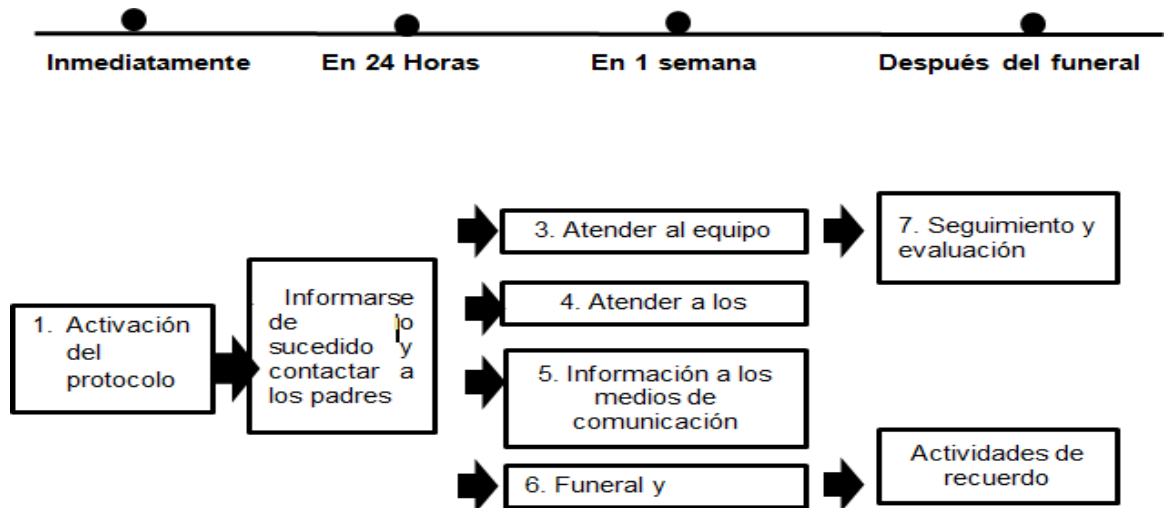 Inmediatamente
En 24 Horas
En 1 semana
Después del funeral
1. Activación
del
protocolo
. Informarse
de lo
sucedido y
contactar a
los padres
3. Atender al equipo
4. Atender a los
5. Información a los
medios de
comunicación
6. Funeral y
7. Seguimiento y
evaluación
Actividades de
recuerdo